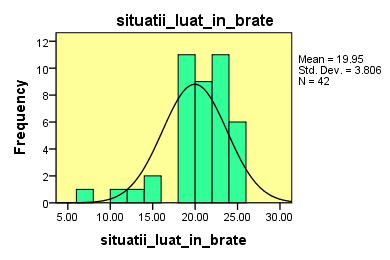 situatii_luat_in_brate
12
10
8
6
4
2
0
Frequency
5.00 10.00 15.00 20.00 25.00 30.00
situatii_luat_in_brate
Mean = 19.95
Std. Dev. = 3.806
N = 42